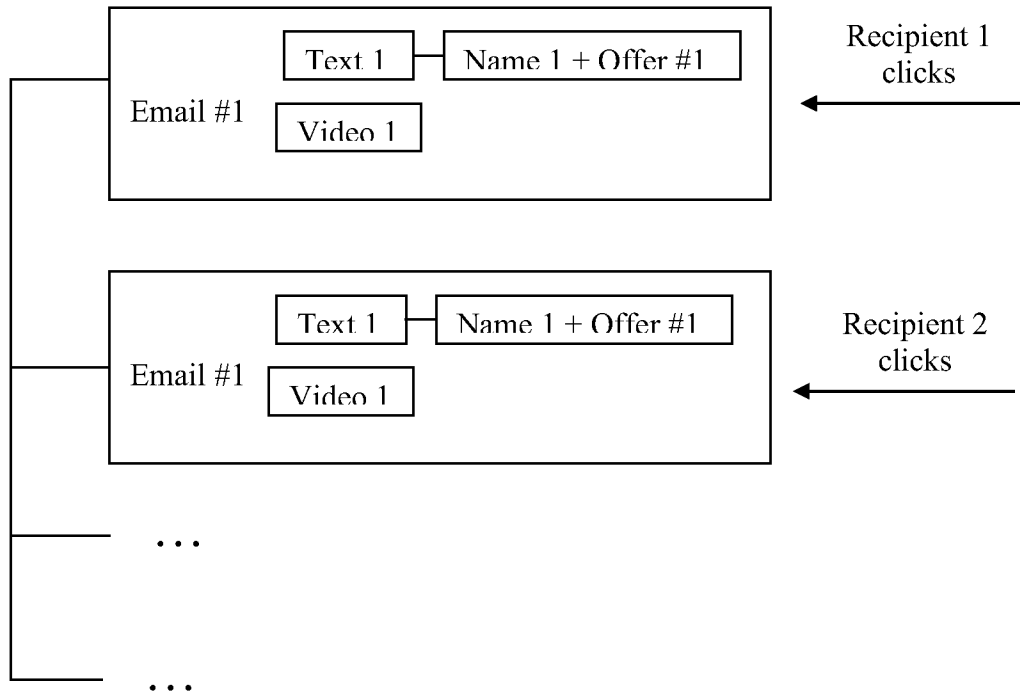 Text 1
Name 1 + Offer #1
Recipient 1
clicks
Email #1
Video 1
Text 1
Name 1 + Offer #1
Recipient 2
clicks
Email #1
Video 1
...
...